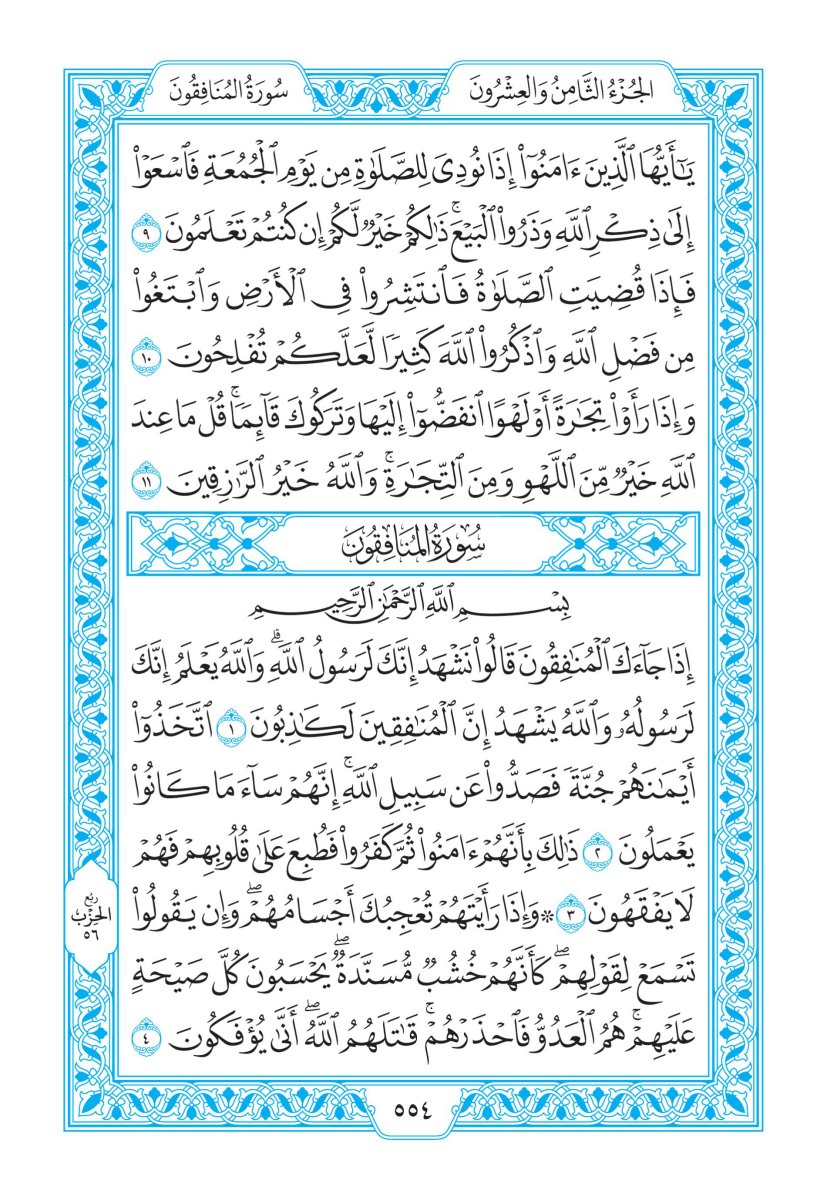 الجُزْءُ الثَّامِنُ وَالعِشْرُونَ
سُورَةُ المُنَافِقُونَ
يَٰٓأَيُّهَا ٱلَّذِينَ ءَامَنُوٓاْ إِذَا نُودِيَ لِلصَّلَوٰةِ مِن يَوۡمِ ٱلۡجُمُعَةِ فَٱسۡعَوۡاْ
إِلَىٰ ذِكۡرِ ٱللَّهِ وَذَرُواْ ٱلۡبَيۡعَۚ ذَٰلِكُمۡ خَيۡرٞ لَّكُمۡ إِن كُنتُمۡ تَعۡلَمُونَ ٩
فَإِذَا قُضِيَتِ ٱلصَّلَوٰةُ فَٱنتَشِرُواْ فِي ٱلۡأَرۡضِ وَٱبۡتَغُواْ
مِن فَضۡلِ ٱللَّهِ وَٱذۡكُرُواْ ٱللَّهَ كَثِيرٗا لَّعَلَّكُمۡ تُفۡلِحُونَ ١٠
وَإِذَا رَأَوۡاْ تِجَٰرَةً أَوۡ لَهۡوًا ٱنفَضُّوٓاْ إِلَيۡهَا وَتَرَكُوكَ قَآئِمٗاۚ قُلۡ مَا عِندَ
ٱللَّهِ خَيۡرٞ مِّنَ ٱللَّهۡوِ وَمِنَ ٱلتِّجَٰرَةِۚ وَٱللَّهُ خَيۡرُ ٱلرَّٰزِقِينَ ١١
سُورَةُ المُنَافِقُونَ
بِسۡمِ ٱللَّهِ ٱلرَّحۡمَٰنِ ٱلرَّحِيمِ
إِذَا جَآءَكَ ٱلۡمُنَٰفِقُونَ قَالُواْ نَشۡهَدُ إِنَّكَ لَرَسُولُ ٱللَّهِۗ وَٱللَّهُ يَعۡلَمُ إِنَّكَ
لَرَسُولُهُۥ وَٱللَّهُ يَشۡهَدُ إِنَّ ٱلۡمُنَٰفِقِينَ لَكَٰذِبُونَ ١ ٱتَّخَذُوٓاْ
أَيۡمَٰنَهُمۡ جُنَّةٗ فَصَدُّواْ عَن سَبِيلِ ٱللَّهِۚ إِنَّهُمۡ سَآءَ مَا كَانُواْ
يَعۡمَلُونَ ٢ ذَٰلِكَ بِأَنَّهُمۡ ءَامَنُواْ ثُمَّ كَفَرُواْ فَطُبِعَ عَلَىٰ قُلُوبِهِمۡ فَهُمۡ
لَا يَفۡقَهُونَ ٣ ۞ وَإِذَا رَأَيۡتَهُمۡ تُعۡجِبُكَ أَجۡسَامُهُمۡۖ وَإِن يَقُولُواْ
تَسۡمَعۡ لِقَوۡلِهِمۡۖ كَأَنَّهُمۡ خُشُبٞ مُّسَنَّدَةٞۖ يَحۡسَبُونَ كُلَّ صَيۡحَةٍ
عَلَيۡهِمۡۚ هُمُ ٱلۡعَدُوُّ فَٱحۡذَرۡهُمۡۚ قَٰتَلَهُمُ ٱللَّهُۖ أَنَّىٰ يُؤۡفَكُونَ ٤
رُبْعُ
الحِزْبِ
٥٦
٥٥٤